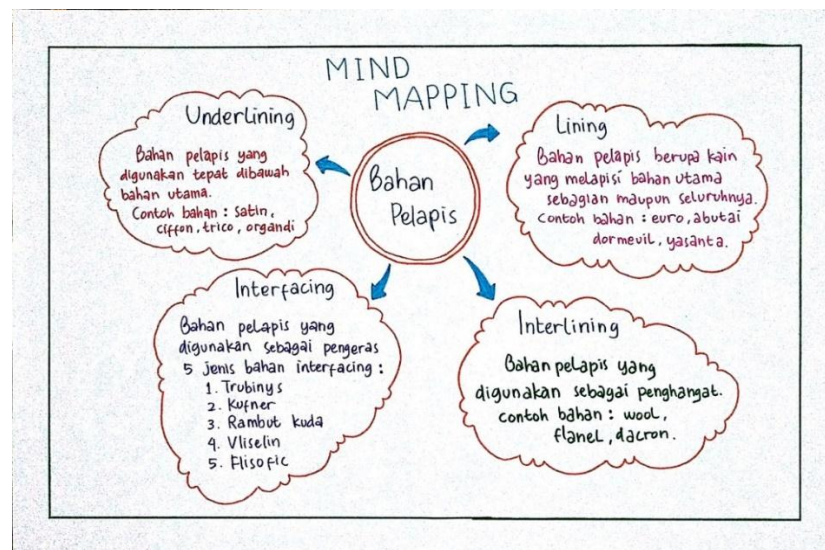 MIND
MAPPING
Underlining
Bahan pelapis yang
digunakan tepat dibawah
bahan utama.
Contoh bahan : satin,
ciffon, trico, organdi
Bahan
Pelapis
Lining
Bahan pelapis berupa kain
yang melapisi bahan utama
sebagian maupun seluruhnya.
contoh bahan : euro, abutai
dormevil, yasanta.
Interfacing
Bahan pelapis yang
digunakan sebagai pengeras
5 jenis bahan interfacing :
1. Trubinys
2. Kufner
3. Rambut kuda
4. Vliselin
5. Flisofic
Interlining
Bahan pelapis yang
digunakan sebagai penghangat.
contoh bahan : wool,
flanel, dacron.